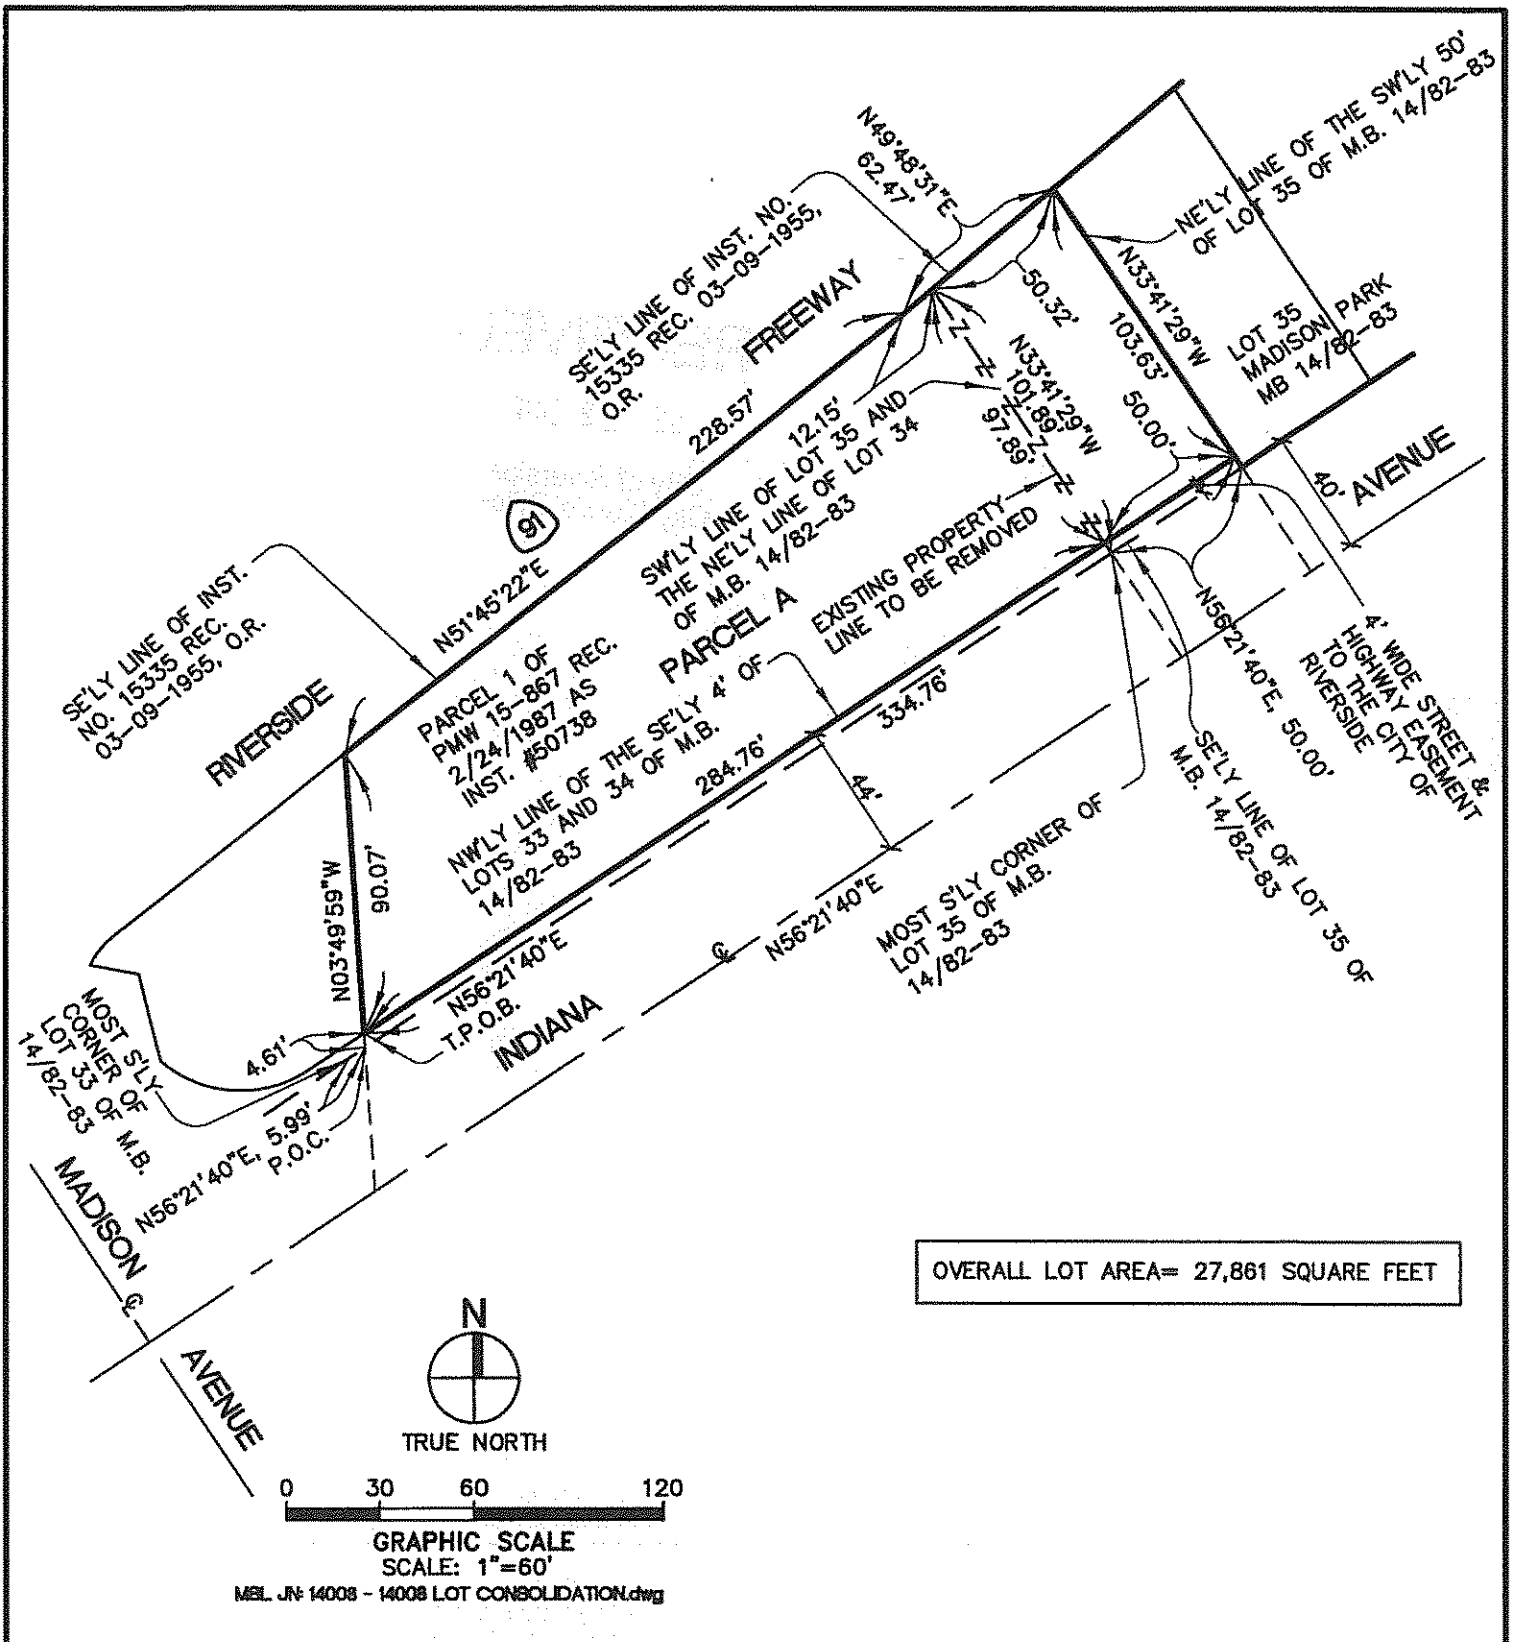 NE'LY LINE OF THE SW'LY 50'
OF LOT 35 OF M.B. 14/82-83
N49°48'31"E
62.47'
SE'LY LINE OF INST. NO.
15335 REC. 03-09-1955,
O.R.
FREEWAY
50.32'
N33°41'29"W
103.63'
LOT 35
MADISON PARK
MB 14/82-83
N33°41'29"W
101.89'
97.89'
50.00'
228.57'
12.15'
SW'LY LINE OF LOT 35 AND
THE NE'LY LINE OF LOT 34
OF M.B. 14/82-83
40'
AVENUE
91
EXISTING PROPERTY
LINE TO BE REMOVED
PARCEL A
SE'LY LINE OF INST.
NO. 15335 REC.
03-09-1955, O.R.
N51°45'22"E
RIVERSIDE
PARCEL 1 OF
PMW 15-867 REC.
2/24/1987 AS
INST. #50738
NW'LY LINE OF THE SE'LY 4' OF
LOTS 33 AND 34 OF M.B.
14/82-83
284.76'
334.76'
44'
N56°21'40"E, 50.00'
4' WIDE STREET &
HIGHWAY EASEMENT
TO THE CITY OF
RIVERSIDE
SE'LY LINE OF LOT 35 OF
M.B. 14/82-83
MOST S'LY CORNER OF
LOT 35 OF M.B.
14/82-83
N03°49'59"W
90.07'
N56°21'40"E
T.P.O.B.
INDIANA
℄
N56°21'40"E
MOST S'LY
CORNER OF
LOT 33 OF M.B.
14/82-83
4.61'
N56°21'40"E, 5.99'
P.O.C.
MADISON
℄
AVENUE
OVERALL LOT AREA= 27,861 SQUARE FEET
N
TRUE NORTH
0 30 60 120
GRAPHIC SCALE
SCALE: 1"=60'
MSL JN: 14008 - 14008 LOT CONSOLIDATION.dwg